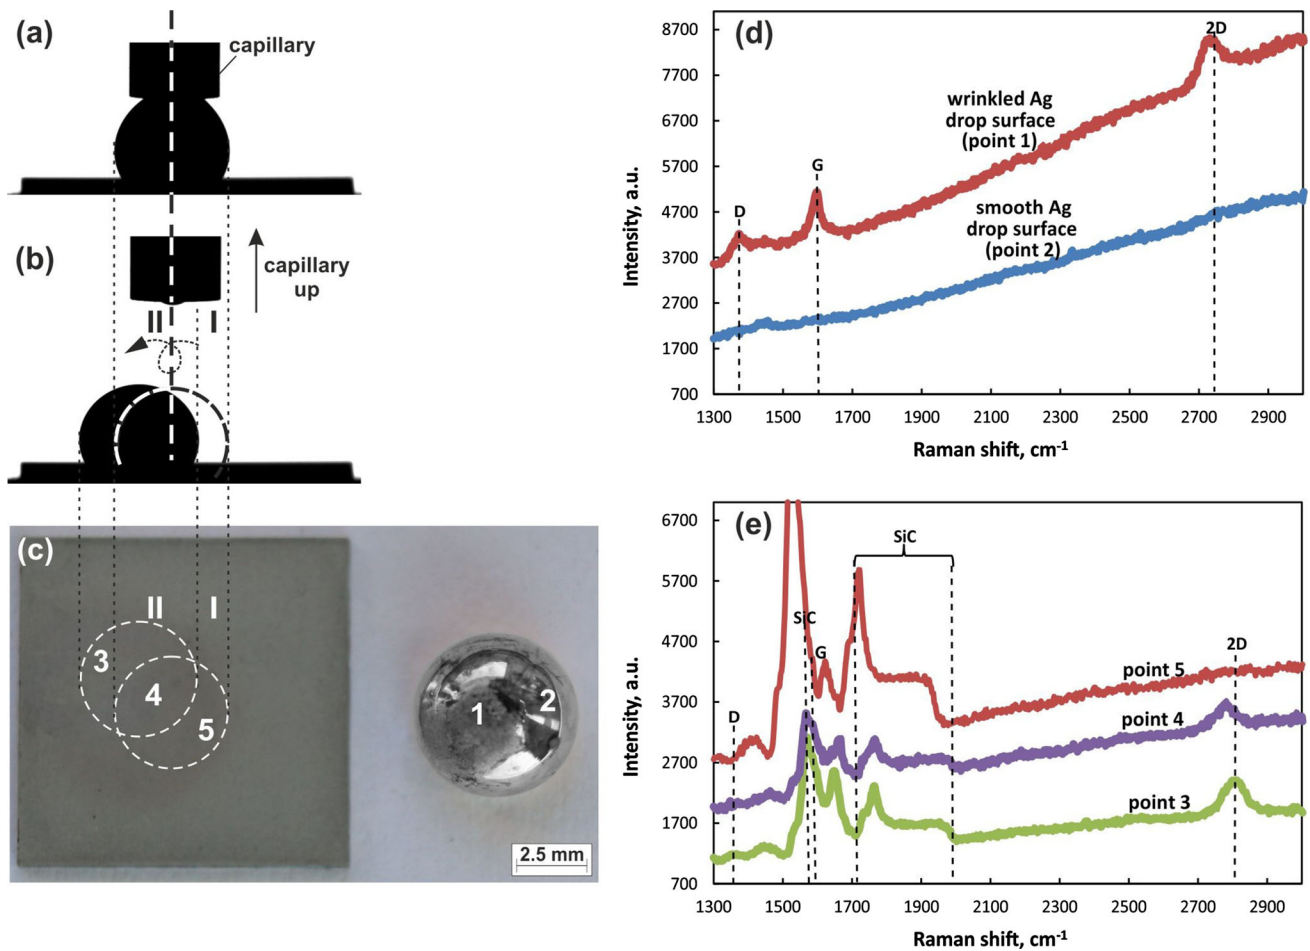 (a)
capillary
(b)
capillary
up
II
I
(c)
II
I
3
4
5
1
2
2.5 mm
(d)
8700
7700
6700
5700
4700
3700
2700
1700
700
Intensity, a.u.
2D
wrinkled Ag
drop surface
(point 1)
G
D
smooth Ag
drop surface
(point 2)
1300 1500 1700 1900 2100 2300 2500 2700 2900
Raman shift, cm-1
(e)
6700
5700
4700
3700
2700
1700
700
Intensity, a.u.
SiC
SiC
G
D
2D
point 5
point 4
point 3
1300 1500 1700 1900 2100 2300 2500 2700 2900
Raman shift, cm-1